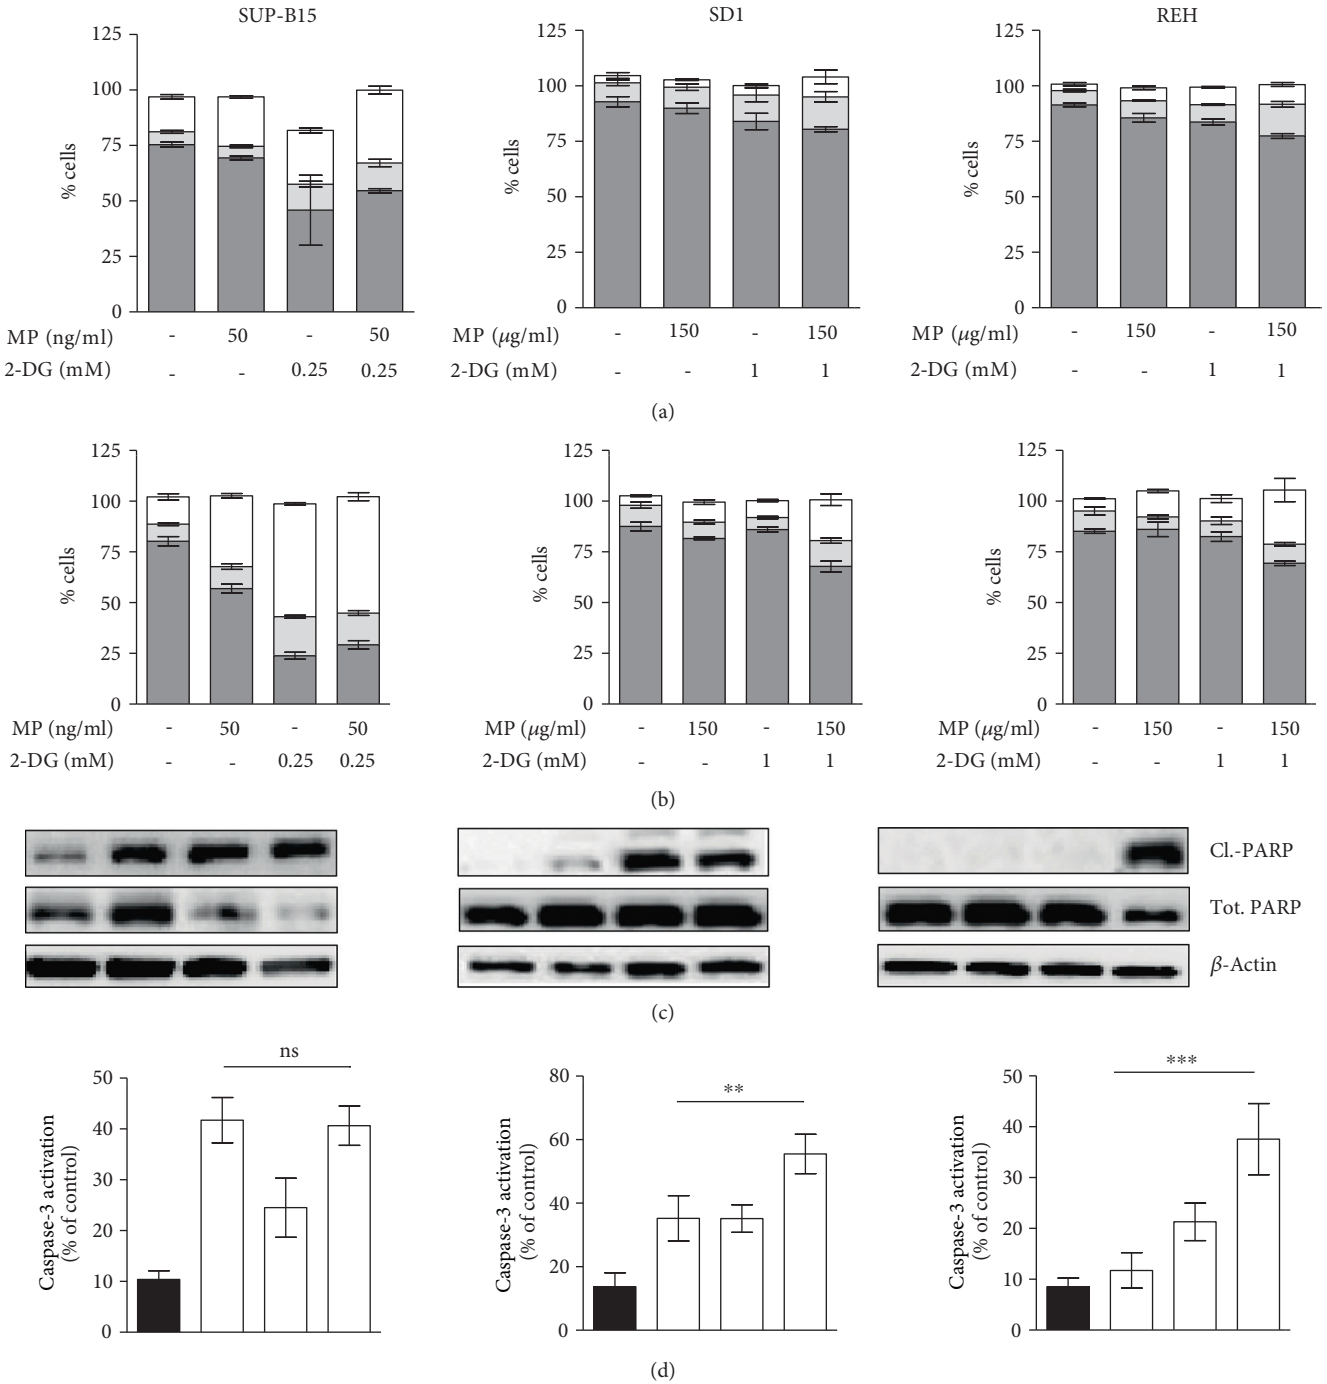 SUP-B15
SD1
REH
125
100
75
50
25
0
% cells
125
100
75
50
25
0
% cells
125
100
75
50
25
0
% cells
MP (ng/ml) - 50 - 50
2-DG (mM) - - 0.25 0.25
MP (μg/ml) - 150 - 150
2-DG (mM) - - 1 1
MP (μg/ml) - 150 - 150
2-DG (mM) - - 1 1
(a)
125
100
75
50
25
0
% cells
125
100
75
50
25
0
% cells
125
100
75
50
25
0
% cells
MP (ng/ml) - 50 - 50
2-DG (mM) - - 0.25 0.25
MP (μg/ml) - 150 - 150
2-DG (mM) - - 1 1
MP (μg/ml) - 150 - 150
2-DG (mM) - - 1 1
(b)
Cl.-PARP
Tot. PARP
β-Actin
(c)
ns
50
40
30
20
10
0
Caspase-3 activation
(% of control)
**
80
60
40
20
0
Caspase-3 activation
(% of control)
***
50
40
30
20
10
0
Caspase-3 activation
(% of control)
(d)